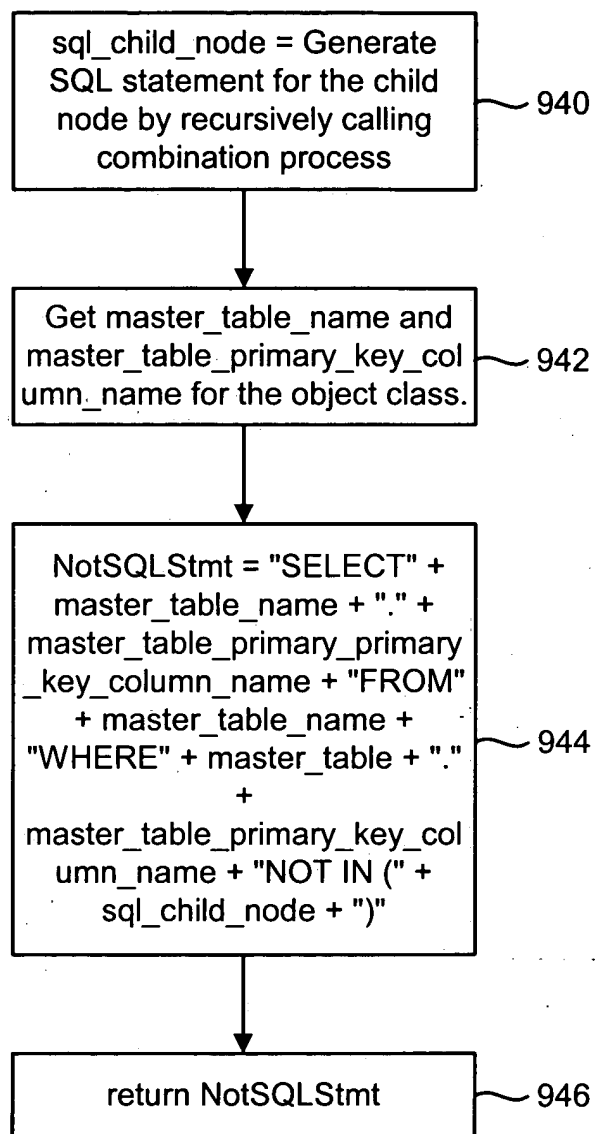 sql_child_node = Generate
SQL statement for the child
node by recursively calling
combination process
940
Get master_table_name and
master_table_primary_key_col
umn_name for the object class.
942
NotSQLStmt = "SELECT" +
master_table_name + "." +
master_table_primary_primary
_key_column_name + "FROM"
+ master_table_name +
"WHERE" + master_table + "."
+
master_table_primary_key_col
umn_name + "NOT IN (" +
sql_child_node + ")"
944
return NotSQLStmt
946